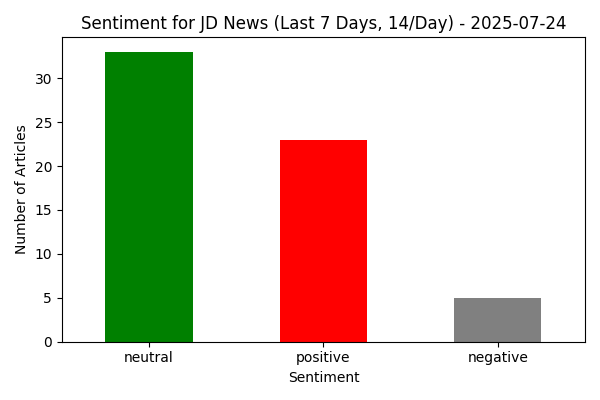 Sentiment for JD News (Last 7 Days, 14/Day) - 2025-07-24
Number of Articles
30
25
20
15
10
5
0
neutral positive negative
Sentiment